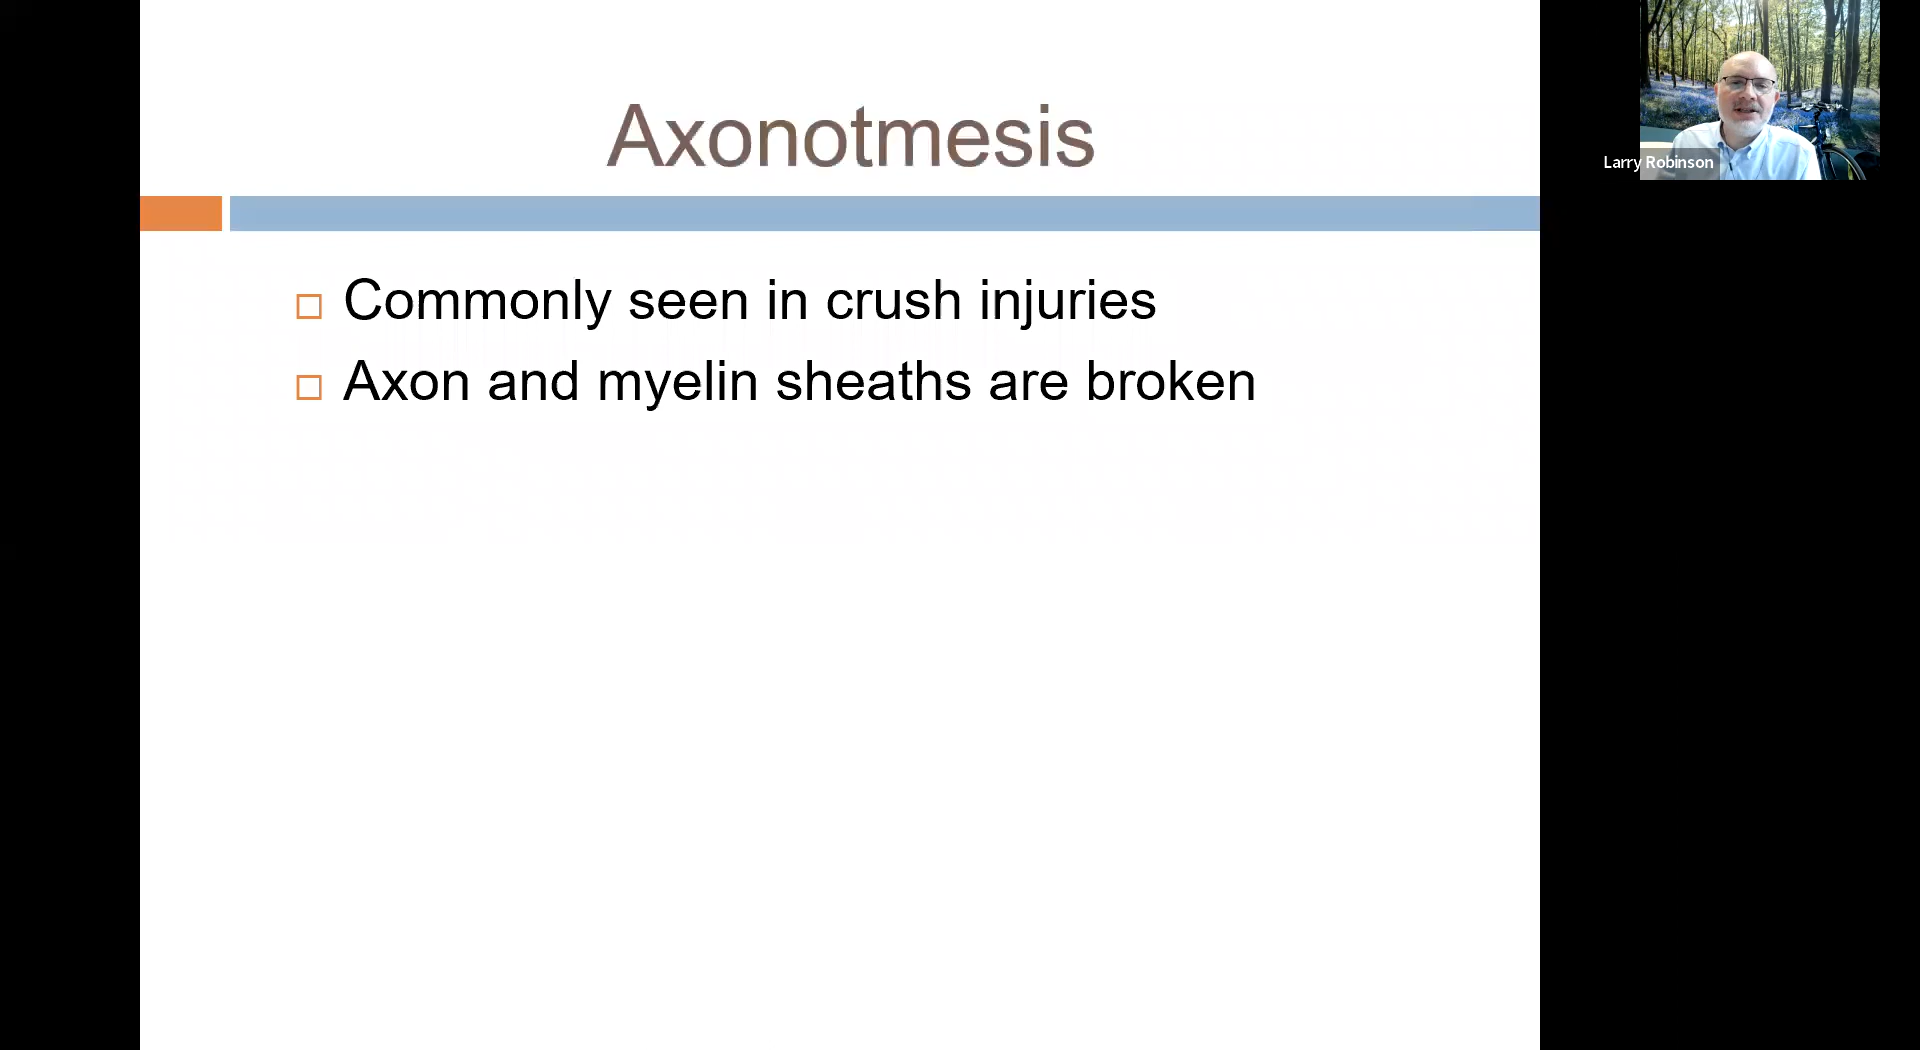 Axonotmesis
Commonly seen in crush injuries
Axon and myelin sheaths are broken
Larry Robinson